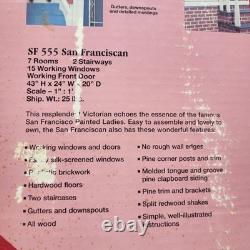 Gutters, downspouts
and detailed moldings
SF 555 San Franciscan
7 Rooms 2 Stairways
15 Working Windows
Working Front Door
43" H × 24" W × 20" D
Scale – 1" : 1'
Ship. Wt.: 25 lbs.
This resplendent Victorian echoes the essence of the famous
San Francisco Painted Ladies. Easy to assemble and lovely to
own, the San Franciscan also has these wonderful features:
• Working windows and doors
• Easy silk-screened windows
• Realistic brickwork
• Hardwood floors
• Two staircases
• Gutters and downspouts
• All wood
• No rough wall edges
• Pine corner posts and trim
• Molded tongue and groove
pine clapboard siding
• Pine trim and brackets
• Split redwood shakes
• Simple, well-illustrated
instructions